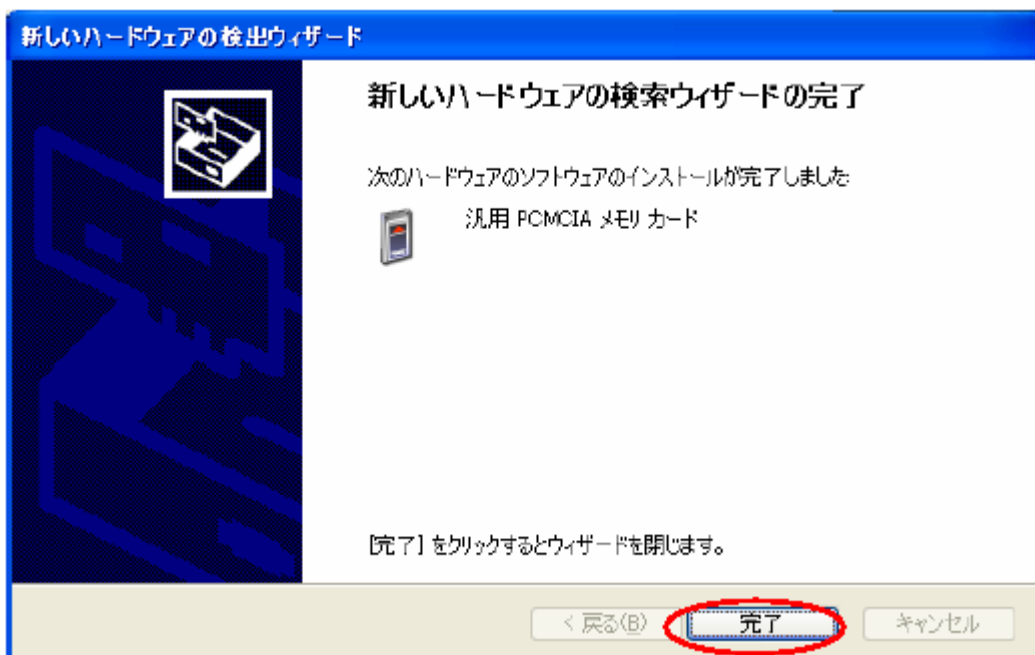 新しいハードウェアの検出ウィザード
新しいハードウェアの検索ウィザードの完了
次のハードウェアのソフトウェアのインストールが完了しました
汎用 PCMCIA メモリ カード
[完了] をクリックするとウィザードを閉じます。
< 戻る(B) 完了 キャンセル